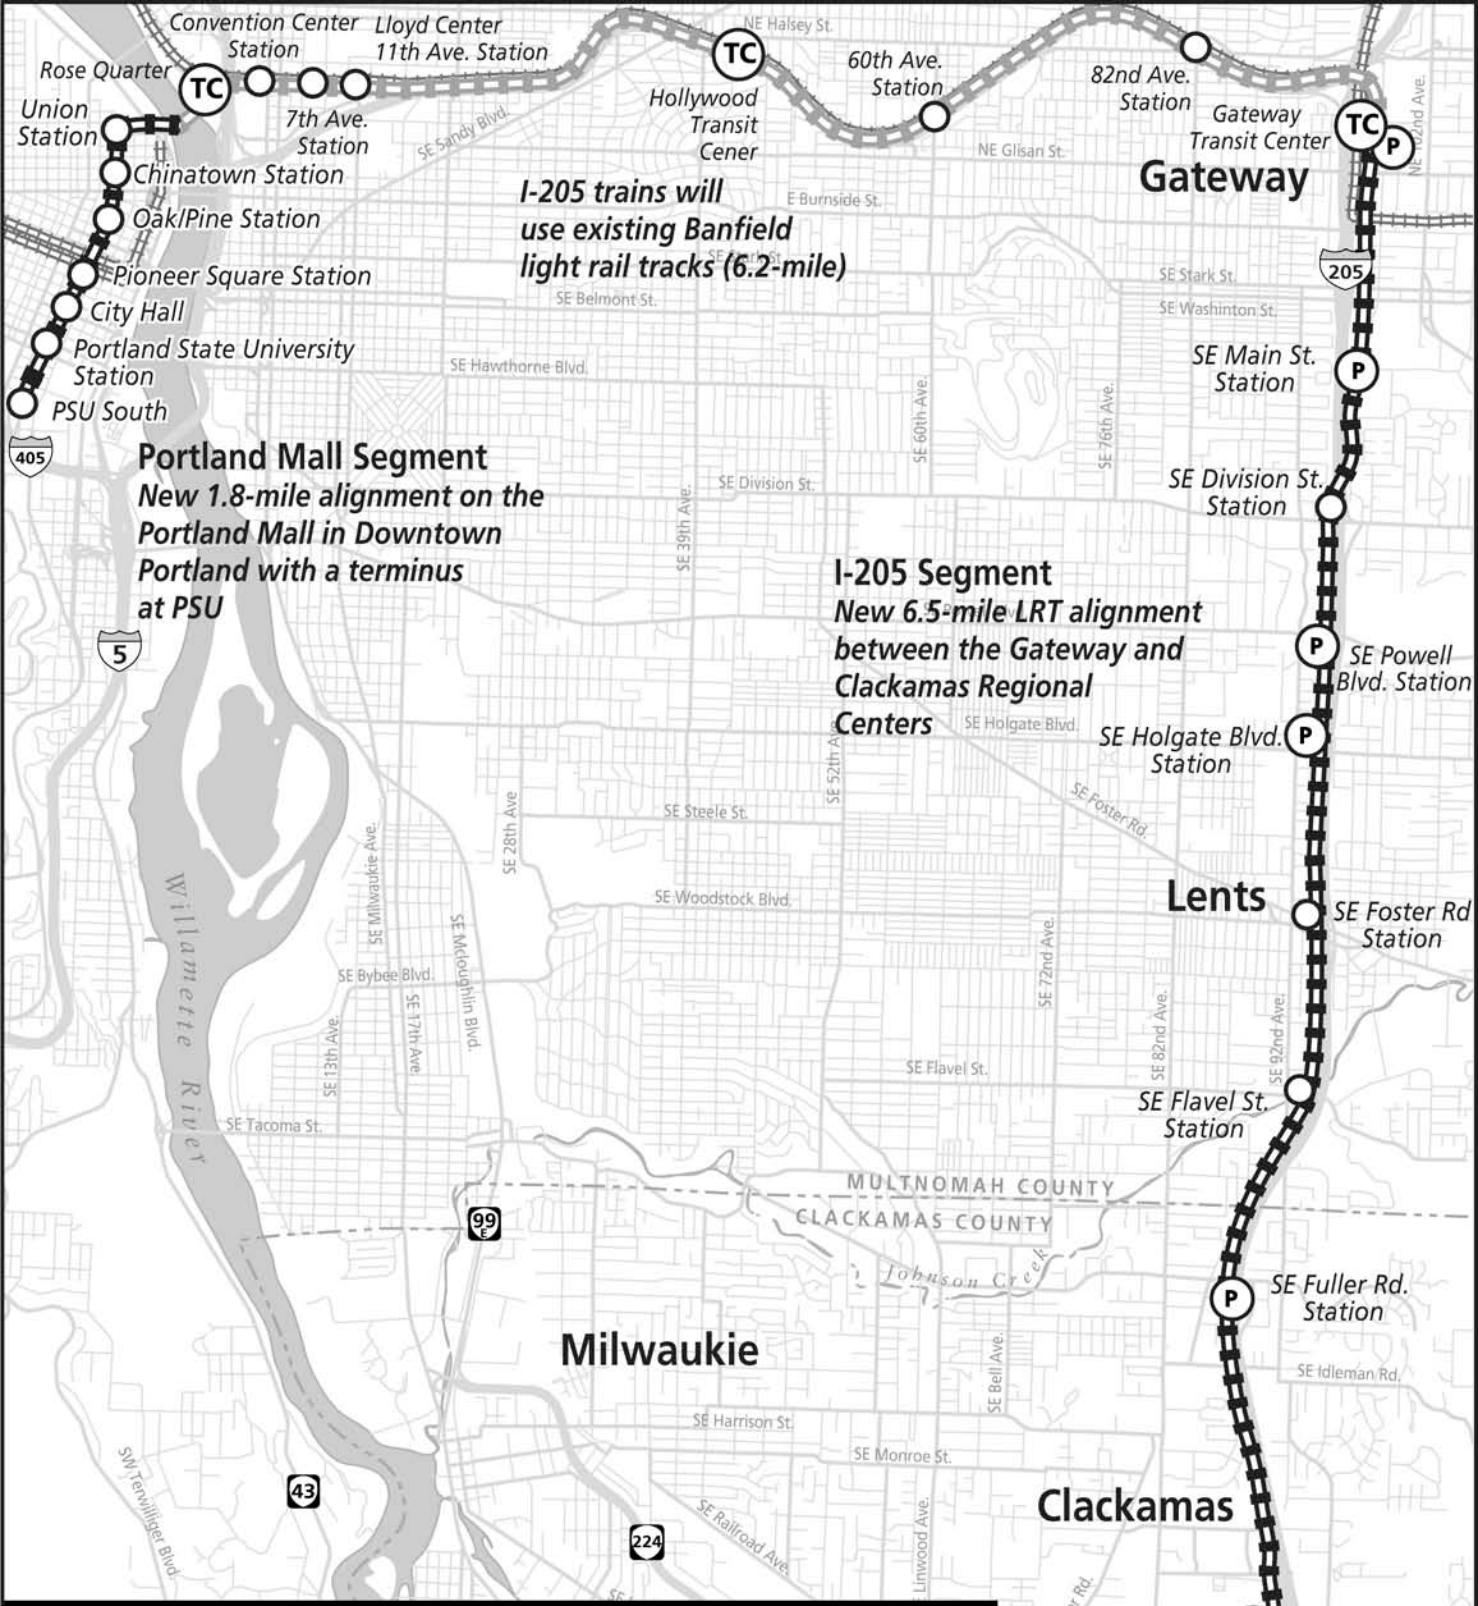 Convention Center
Station
Lloyd Center
11th Ave. Station
NE Halsey St.
Rose Quarter
TC
TC
60th Ave.
Station
82nd Ave.
Station
Union
Station
7th Ave.
Station
SE Sandy Blvd.
Hollywood
Transit
Cener
Gateway
Transit Center
TC
P
NE 102nd Ave.
NE Glisan St.
Chinatown Station
Gateway
I-205 trains will
use existing Banfield
light rail tracks (6.2-mile)
E Burnside St.
Oak/Pine Station
SE Stark St.
Pioneer Square Station
SE Stark St.
205
City Hall
SE Belmont St.
SE Washinton St.
Portland State University
Station
SE Hawthorne Blvd.
SE Main St.
Station
P
PSU South
SE 60th Ave.
SE 76th Ave.
405
Portland Mall Segment
New 1.8-mile alignment on the
Portland Mall in Downtown
Portland with a terminus
at PSU
SE Division St.
SE Division St.
Station
SE 39th Ave.
I-205 Segment
New 6.5-mile LRT alignment
between the Gateway and
Clackamas Regional
Centers
5
P
SE Powell
Blvd. Station
SE Holgate Blvd.
SE Holgate Blvd.
Station
P
SE 52th Ave.
SE Foster Rd.
SE Steele St.
SE 28th Ave
SE Milwaukie Ave.
SE Woodstock Blvd.
Lents
SE Foster Rd
Station
Willamette River
SE Mcloughlin Blvd.
SE 72nd Ave.
SE Bybee Blvd.
SE 17th Ave.
SE 13th Ave.
SE 82nd Ave.
SE 92nd Ave.
SE Flavel St.
SE Flavel St.
Station
SE Tacoma St.
MULTNOMAH COUNTY
CLACKAMAS COUNTY
99
E
Johnson Creek
P
SE Fuller Rd.
Station
Milwaukie
SE Bell Ave.
SE Idleman Rd.
SE Harrison St.
SE Monroe St.
SW Terwilliger Blvd.
43
Clackamas
SE Railroad Ave.
224
Linwood Ave.
SE
Rd.